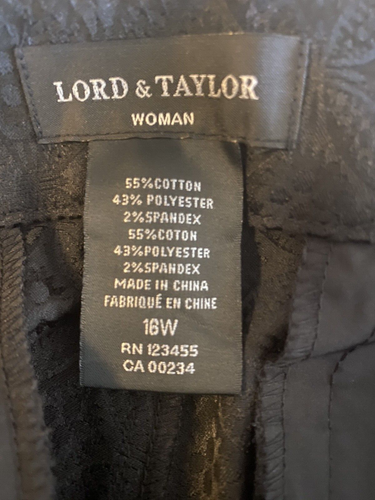 LORD & TAYLOR
WOMAN
55%COTTON
43% POLYESTER
2%SPANDEX
55%COTON
43%POLYESTER
2%SPANDEX
MADE IN CHINA
FABRIQUÉ EN CHINE
16W
RN 123455
CA 00234